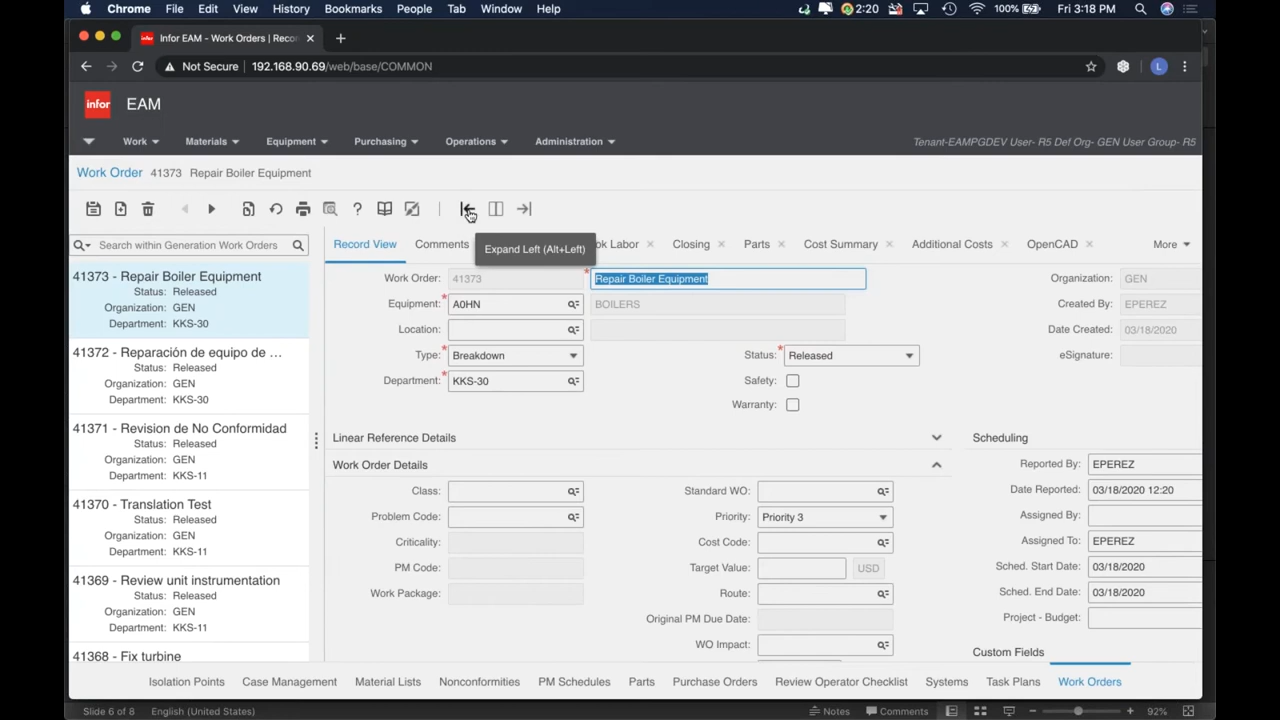 Chrome File Edit View History Bookmarks People Tab Window Help 2:20 100% Fri 3:18 PM
Infor EAM - Work Orders | Reco
Not Secure | 192.168.90.69/web/base/COMMON L
infor EAM
Work Materials Equipment Purchasing Operations Administration Tenant-EAMPGDEV User- R5 Def Org- GEN User Group- R5
Work Order 41373 Repair Boiler Equipment
Search within Generation Work Orders
41373 - Repair Boiler Equipment
Status: Released
Organization: GEN
Department: KKS-30
41372 - Reparación de equipo de ...
Status: Released
Organization: GEN
Department: KKS-30
41371 - Revision de No Conformidad
Status: Released
Organization: GEN
Department: KKS-11
41370 - Translation Test
Status: Released
Organization: GEN
Department: KKS-11
41369 - Review unit instrumentation
Status: Released
Organization: GEN
Department: KKS-11
41368 - Fix turbine
Expand Left (Alt+Left)
Record View Comments ok Labor Closing Parts Cost Summary Additional Costs OpenCAD More
Work Order: 41373 * Repair Boiler Equipment Organization: GEN
Equipment: * A0HN BOILERS Created By: EPEREZ
Location: Date Created: 03/18/2020
Type: * Breakdown Status: * Released eSignature:
Department: * KKS-30 Safety:
Warranty:
Linear Reference Details Scheduling
Work Order Details Reported By: EPEREZ
Class: Standard WO: Date Reported: 03/18/2020 12:20
Problem Code: Priority: Priority 3 Assigned By:
Criticality: Cost Code: Assigned To: EPEREZ
PM Code: Target Value: USD Sched. Start Date: 03/18/2020
Work Package: Route: Sched. End Date: 03/18/2020
Original PM Due Date: Project - Budget:
WO Impact: Custom Fields
Isolation Points Case Management Material Lists Nonconformities PM Schedules Parts Purchase Orders Review Operator Checklist Systems Task Plans Work Orders
Slide 6 of 8 English (United States) Notes Comments 92%